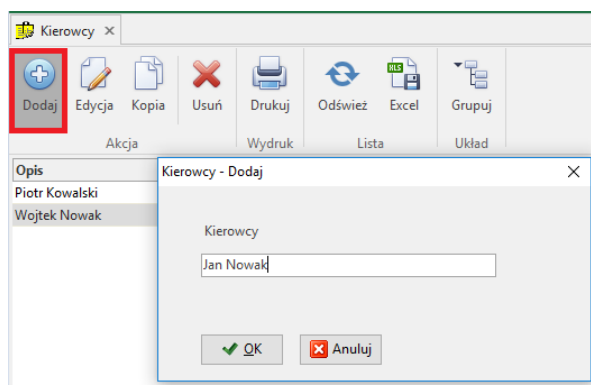 Kierowcy ×
Dodaj Edycja Kopia Usuń Drukuj Odśwież Excel Grupuj
Akcja Wydruk Lista Układ
Opis
Piotr Kowalski
Wojtek Nowak
Kierowcy - Dodaj
Kierowcy
Jan Nowak
OK Anuluj